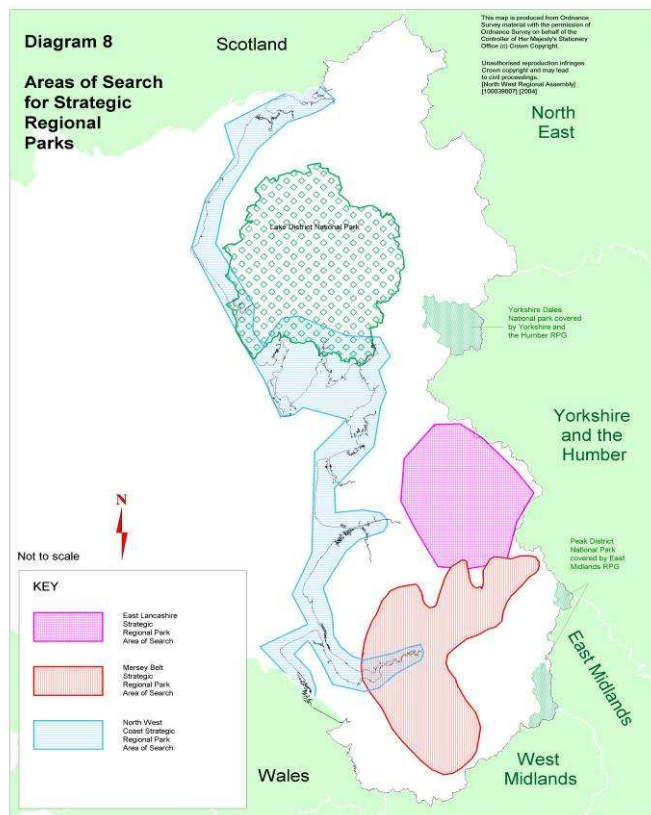 Diagram 8
Areas of Search
for Strategic
Regional
Parks
Scotland
This map is produced from Ordnance
Survey material with the permission of
Ordnance Survey on behalf of the
Controller of Her Majesty's Stationery
Office (c) Crown Copyright.
Unauthorised reproduction infringes
Crown copyright and may lead
to civil proceedings.
[North West Regional Assembly]
[100039007] [2004]
North
East
Lake District National Park
Yorkshire Dales
National park covered
by Yorkshire and
the Humber RPG
Yorkshire
and the
Humber
N
Not to scale
Peak District
National Park
covered by East
Midlands RPG
KEY
East Lancashire
Strategic
Regional Park
Area of Search
Mersey Belt
Strategic
Regional Park
Area of Search
North West
Coast Strategic
Regional Park
Area of Search
East Midlands
Wales
West
Midlands